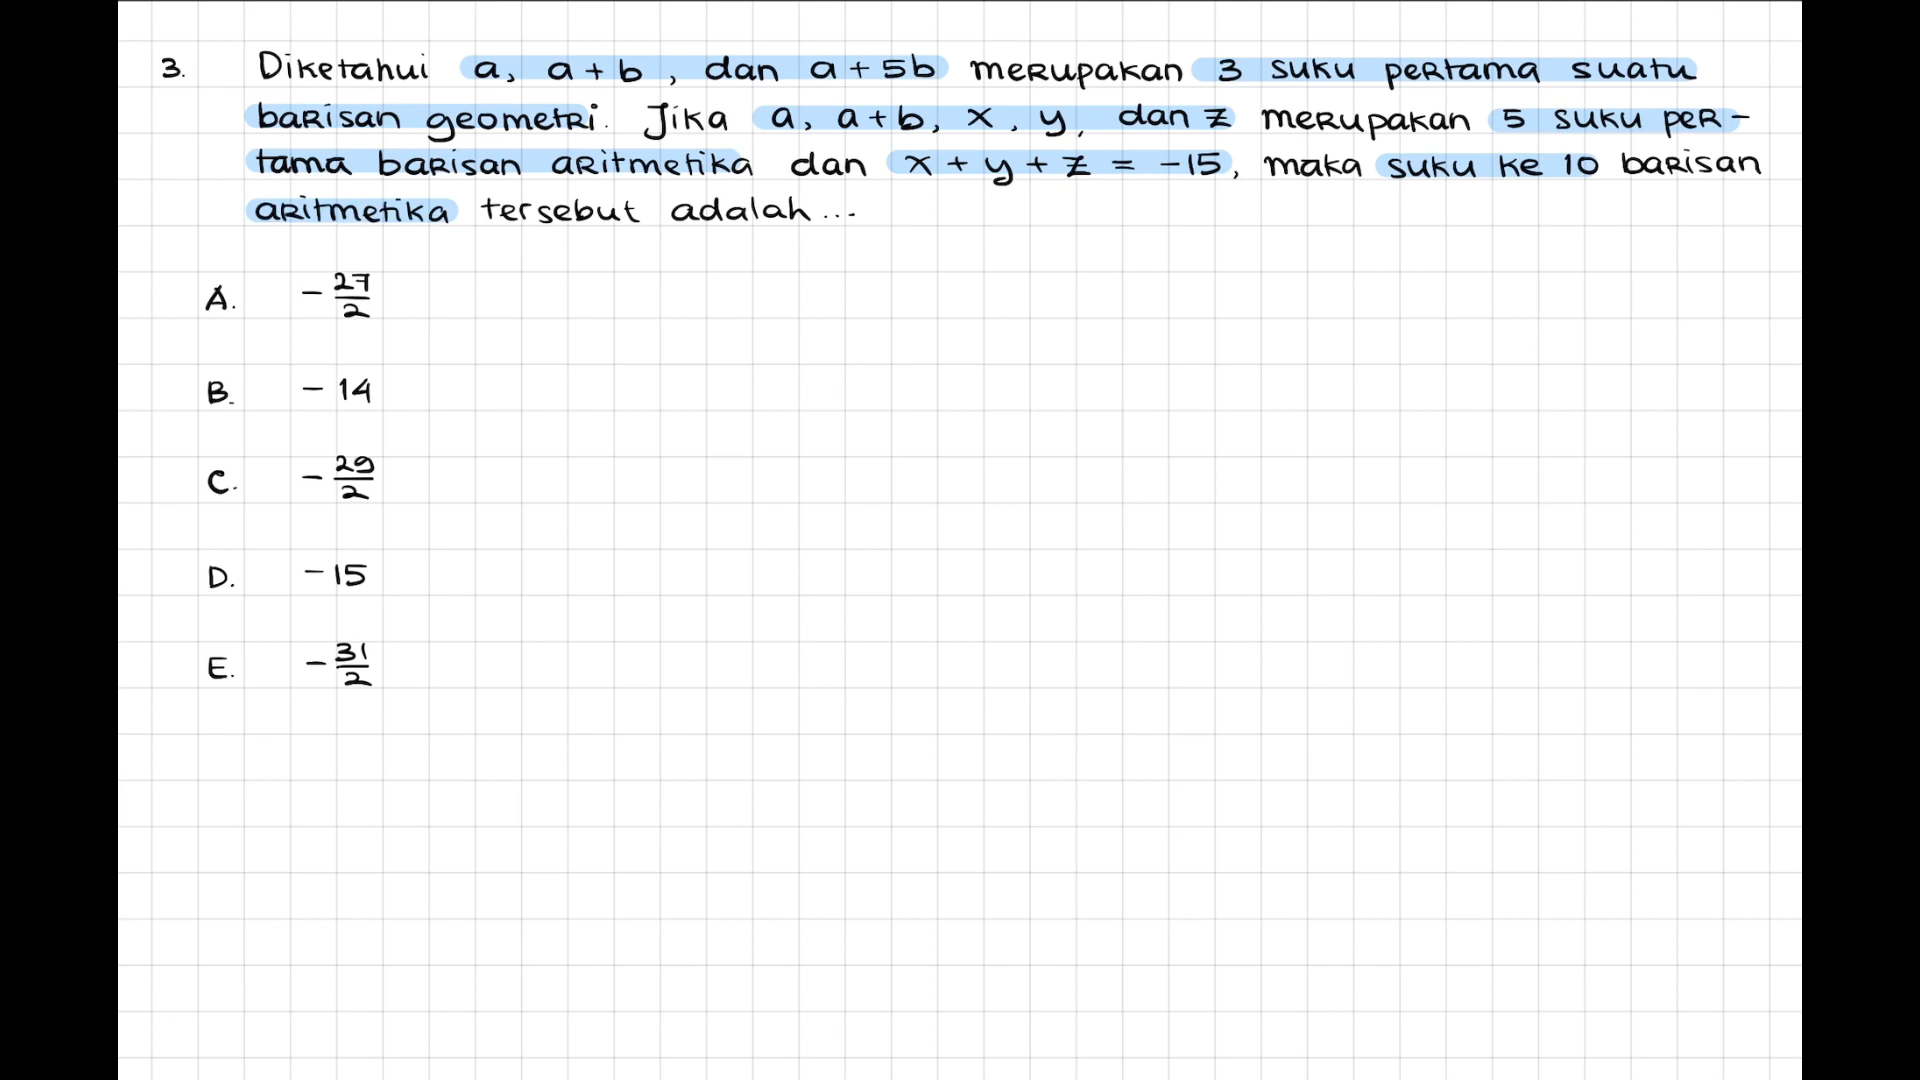 3. Diketahui a, a + b, dan a + 5b merupakan 3 suku pertama suatu
barisan geometri. Jika a, a + b, x, y, dan z merupakan 5 suku per-
tama barisan aritmetika dan x + y + z = -15, maka suku ke 10 barisan
aritmetika tersebut adalah ...
A. - 27/2
B. - 14
C. - 29/2
D. - 15
E. - 31/2